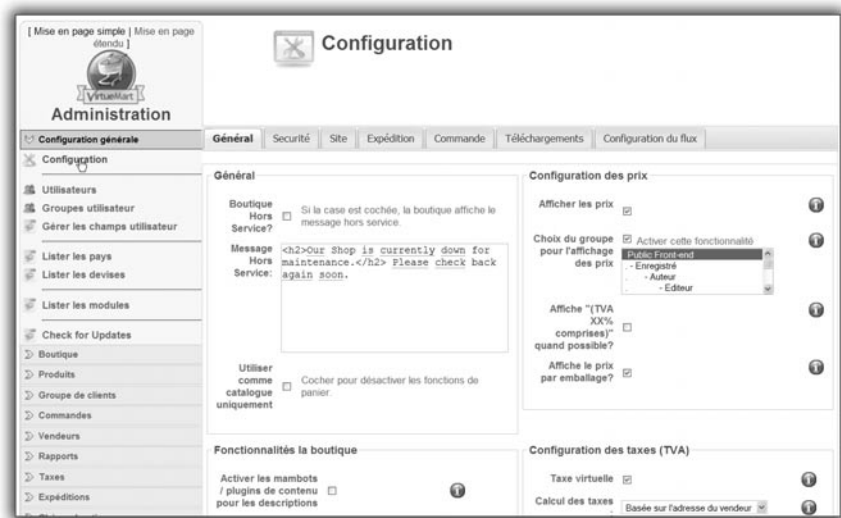 [ Mise en page simple | Mise en page
étendu ]
VirtueMart
Administration
Configuration générale
Configuration
Utilisateurs
Groupes utilisateur
Gérer les champs utilisateur
Lister les pays
Lister les devises
Lister les modules
Check for Updates
Boutique
Produits
Groupe de clients
Commandes
Vendeurs
Rapports
Taxes
Expéditions
Configuration
Général
Securité
Site
Expédition
Commande
Téléchargements
Configuration du flux
Général
Boutique
Hors
Service?
Si la case est cochée, la boutique affiche le
message hors service.
Message
Hors
Service:
<h2>Our Shop is currently down for
maintenance.</h2> Please check back
again soon.
Utiliser
comme
catalogue
uniquement
Cocher pour désactiver les fonctions de
panier.
Fonctionnalités la boutique
Activer les mambots
/ plugins de contenu
pour les descriptions
Configuration des prix
Afficher les prix
Choix du groupe
pour l'affichage
des prix
Activer cette fonctionnalité
Public Front-end
. - Enregistré
. - Auteur
. - Editeur
Affiche "(TVA
XX%
comprises)"
quand possible?
Affiche le prix
par emballage?
Configuration des taxes (TVA)
Taxe virtuelle
Calcul des taxes
:
Basée sur l'adresse du vendeur